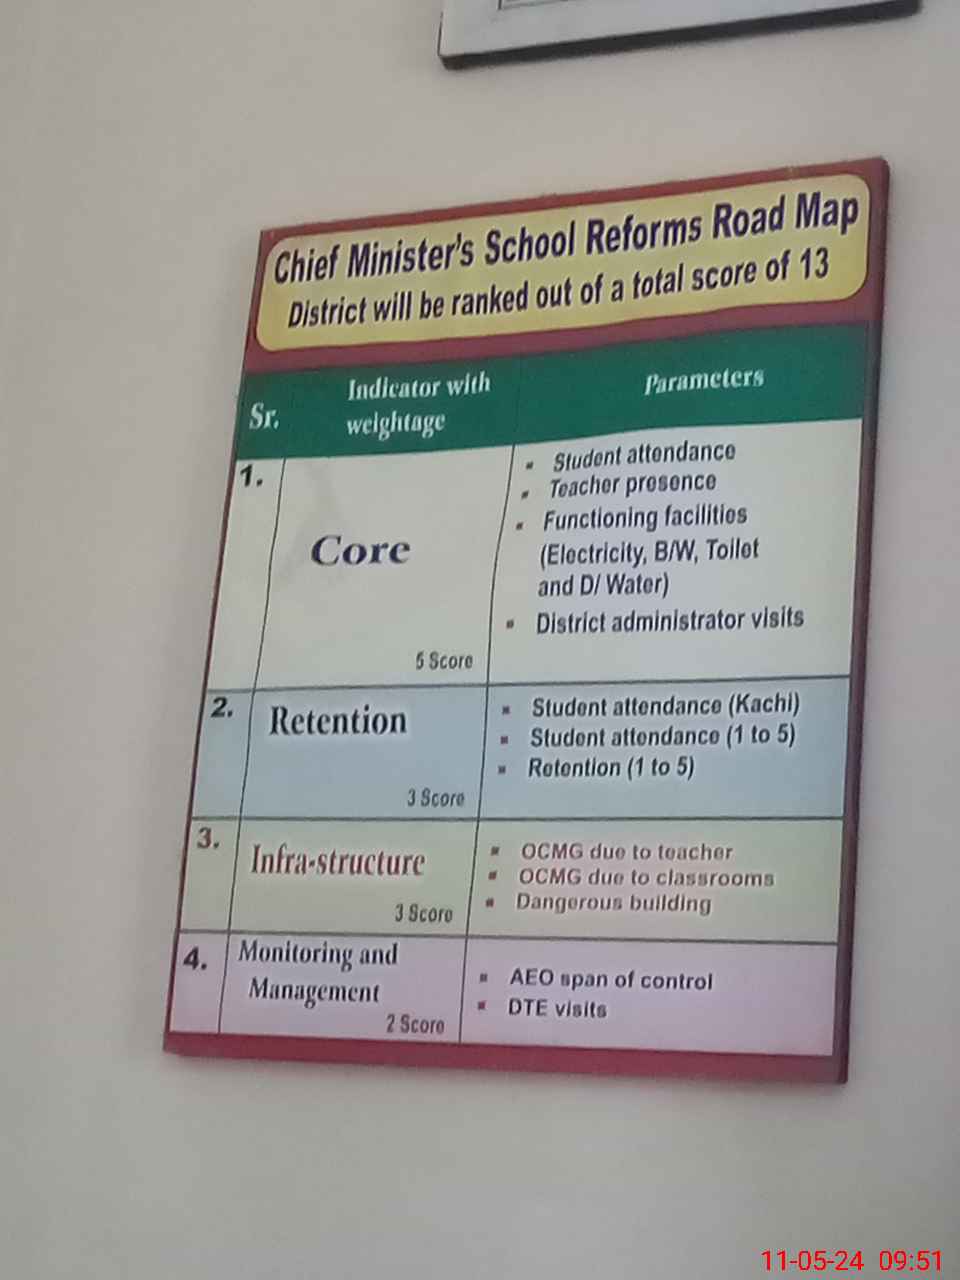 Chief Minister's School Reforms Road Map
District will be ranked out of a total score of 13
Sr.
Indicator with
weightage
Parameters
1.
Core
5 Score
▪ Student attendance
▪ Teacher presence
▪ Functioning facilities
(Electricity, B/W, Toilet
and D/ Water)
▪ District administrator visits
2.
Retention
3 Score
▪ Student attendance (Kachi)
▪ Student attendance (1 to 5)
▪ Retention (1 to 5)
3.
Infra-structure
3 Score
▪ OCMG due to teacher
▪ OCMG due to classrooms
▪ Dangerous building
4.
Monitoring and
Management
2 Score
▪ AEO span of control
▪ DTE visits
11-05-24 09:51